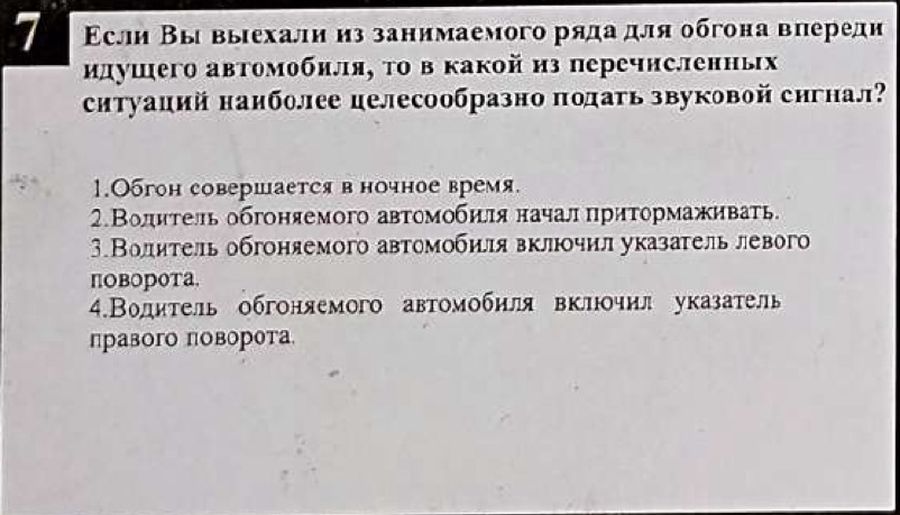 7
Если Вы выехали из занимаемого ряда для обгона впереди
идущего автомобиля, то в какой из перечисленных
ситуаций наиболее целесообразно подать звуковой сигнал?
1.Обгон совершается в ночное время.
2.Водитель обгоняемого автомобиля начал притормаживать.
3.Водитель обгоняемого автомобиля включил указатель левого
поворота.
4.Водитель обгоняемого автомобиля включил указатель
правого поворота.